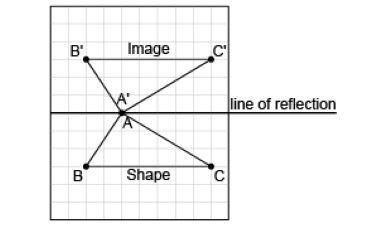 B' Image C'
A' line of reflection
A
B Shape C